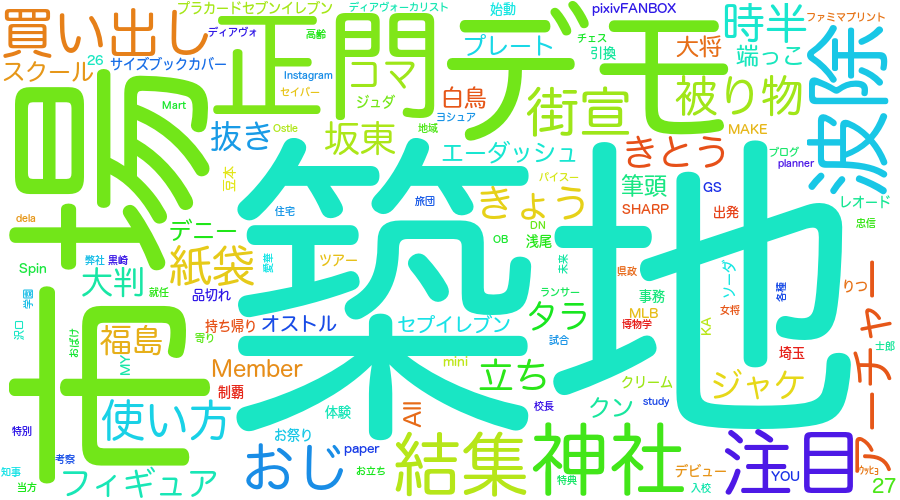 買い出し
ブラカードセブンイレブン
ディアヴォーカリスト
始動
pixivFANBOX
時半
ファミマプリント
スクール
26
サイズブックカバー
ディアヴォ
高齢
正門
デモ
チェス
引換
大将
端っこ
プレート
Instagram
セイバー
コマ
ジュダ
白鳥
ヨシュア
街宣
被り物
波除
市場
Mart
抜き
Ostle
坂東
地域
エーダッシュ
きとう
MAKE
ブログ
planner
豆本
築地
住宅
旅団
きょう
パイスー
筆頭
GS
レオード
dela
デニー
DN
SHARP
出発
忠信
Spin
弊社
黒崎
紙袋
愛車
ツアー
OB
浅尾
未来
県政
ソーダ
大判
学園
就任
品切れ
ランサー
事務
各種
りつ
アーチャー
沢口
福島
持ち帰り
オストル
セブイレブン
タラ
博物学
MLB
女将
KA
おばけ
寄り
試合
埼玉
士郎
MY
Member
mini
立ち
クリーム
ジャケ
制覇
特別
使い方
体験
All
校長
クン
study
お祭り
おじ
paper
結集
神社
注目
考察
知事
当方
フィギュア
お立ち
特典
デビュー
入校
YOU
ｳｯﾋｮ
27